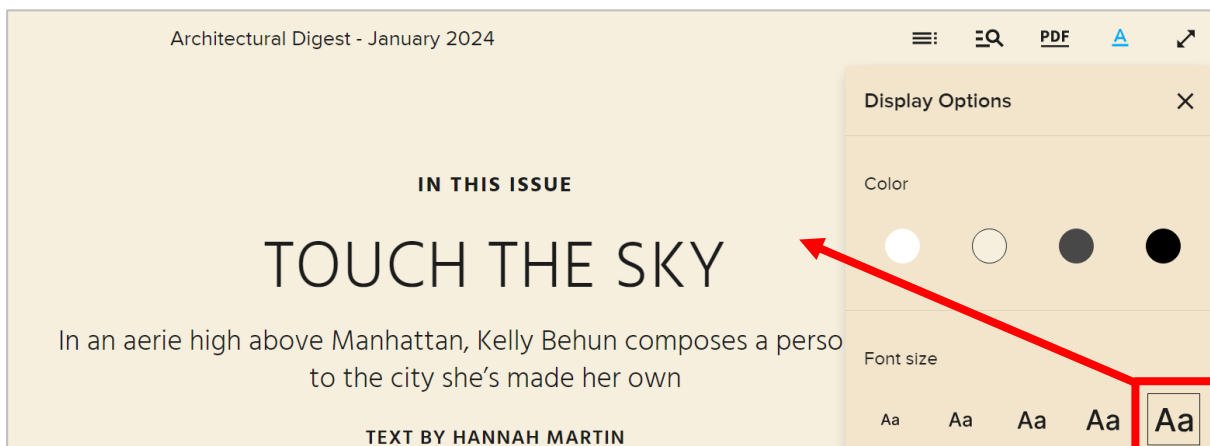 Architectural Digest - January 2024
PDF
A
Display Options
IN THIS ISSUE
Color
TOUCH THE SKY
In an aerie high above Manhattan, Kelly Behun composes a perso
to the city she's made her own
Font size
Aa Aa Aa Aa Aa
TEXT BY HANNAH MARTIN